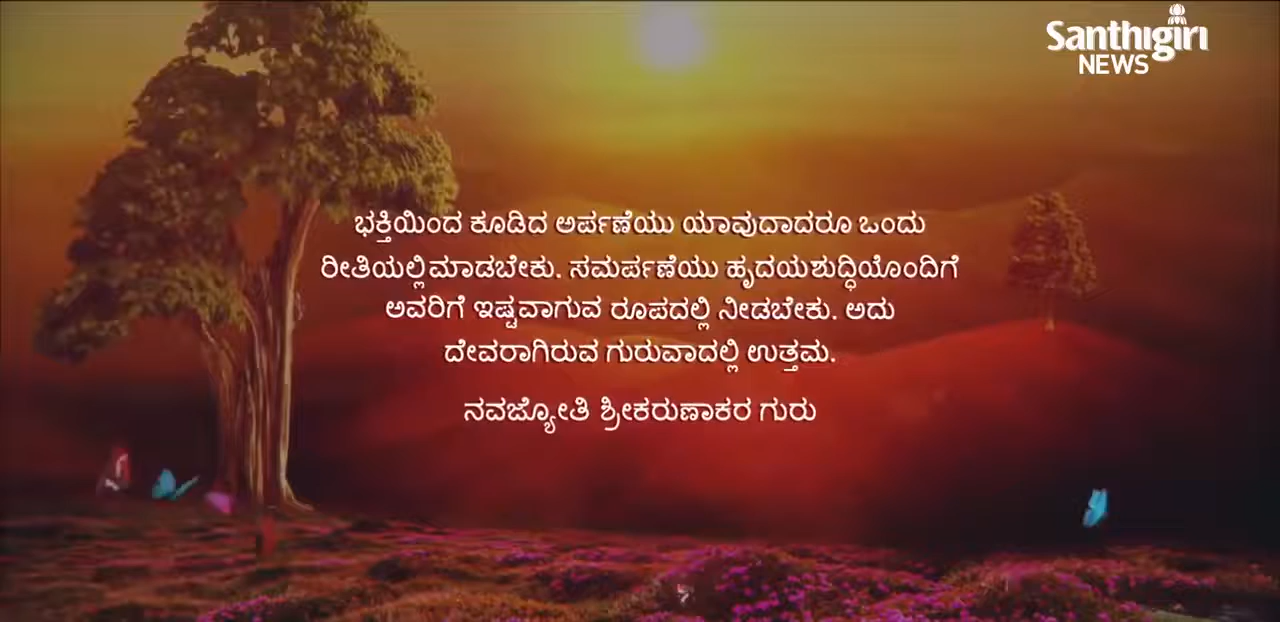 Santhigiri
NEWS
ಭಕ್ತಿಯಿಂದ ಕೂಡಿದ ಅರ್ಪಣೆಯು ಯಾವುದಾದರೂ ಒಂದು
ರೀತಿಯಲ್ಲಿಮಾಡಬೇಕು. ಸಮರ್ಪಣೆಯು ಹೃದಯಶುದ್ಧಿಯೊಂದಿಗೆ
ಅವರಿಗೆ ಇಷ್ಟವಾಗುವ ರೂಪದಲ್ಲಿ ನೀಡಬೇಕು. ಅದು
ದೇವರಾಗಿರುವ ಗುರುವಾದಲ್ಲಿ ಉತ್ತಮ.
ನವಜ್ಯೋತಿ ಶ್ರೀಕರುಣಾಕರ ಗುರು